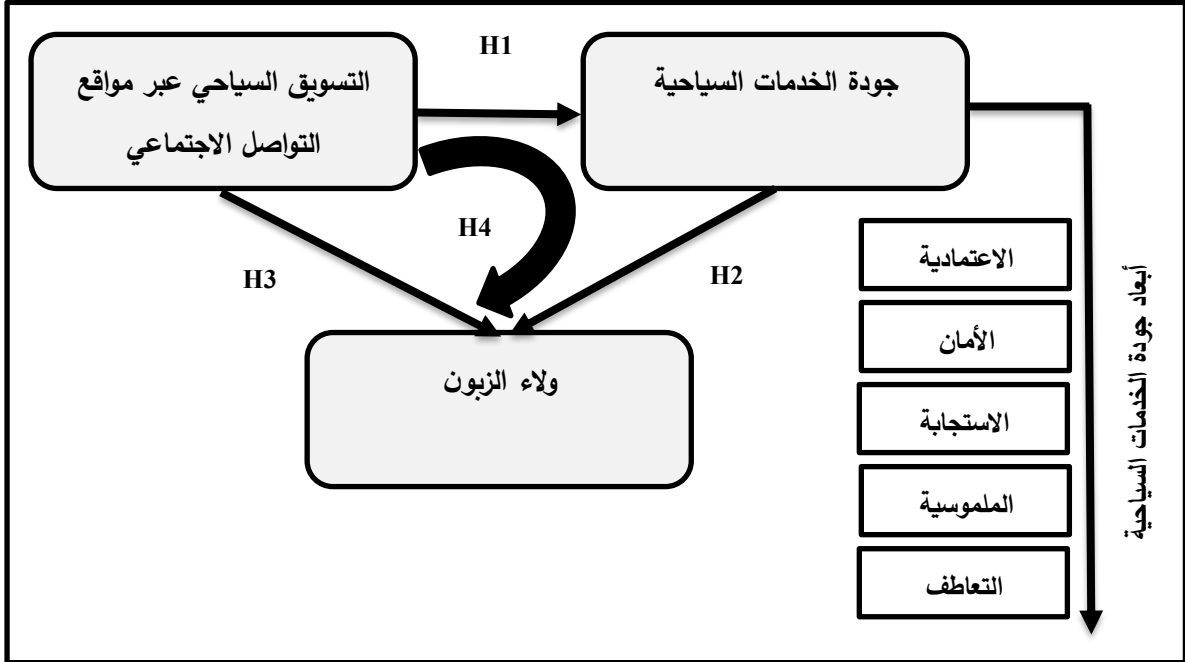 H1
التسويق السياحي عبر مواقع
التواصل الاجتماعي
جودة الخدمات السياحية
H4
H3
H2
ولاء الزبون
الاعتمادية
الأمان
الاستجابة
الملموسية
التعاطف
أبعاد جودة الخدمات السياحية